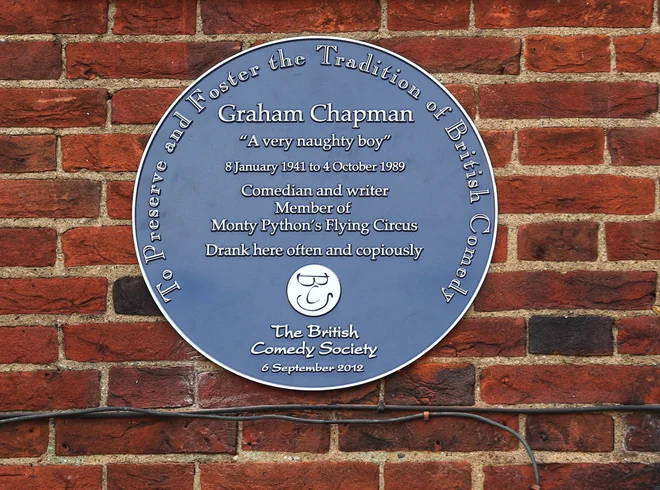 To Preserve and Foster the Tradition of British Comedy
Graham Chapman
“A very naughty boy”
8 January 1941 to 4 October 1989
Comedian and writer
Member of
Monty Python's Flying Circus
Drank here often and copiously
BCS
The British
Comedy Society
6 September 2012